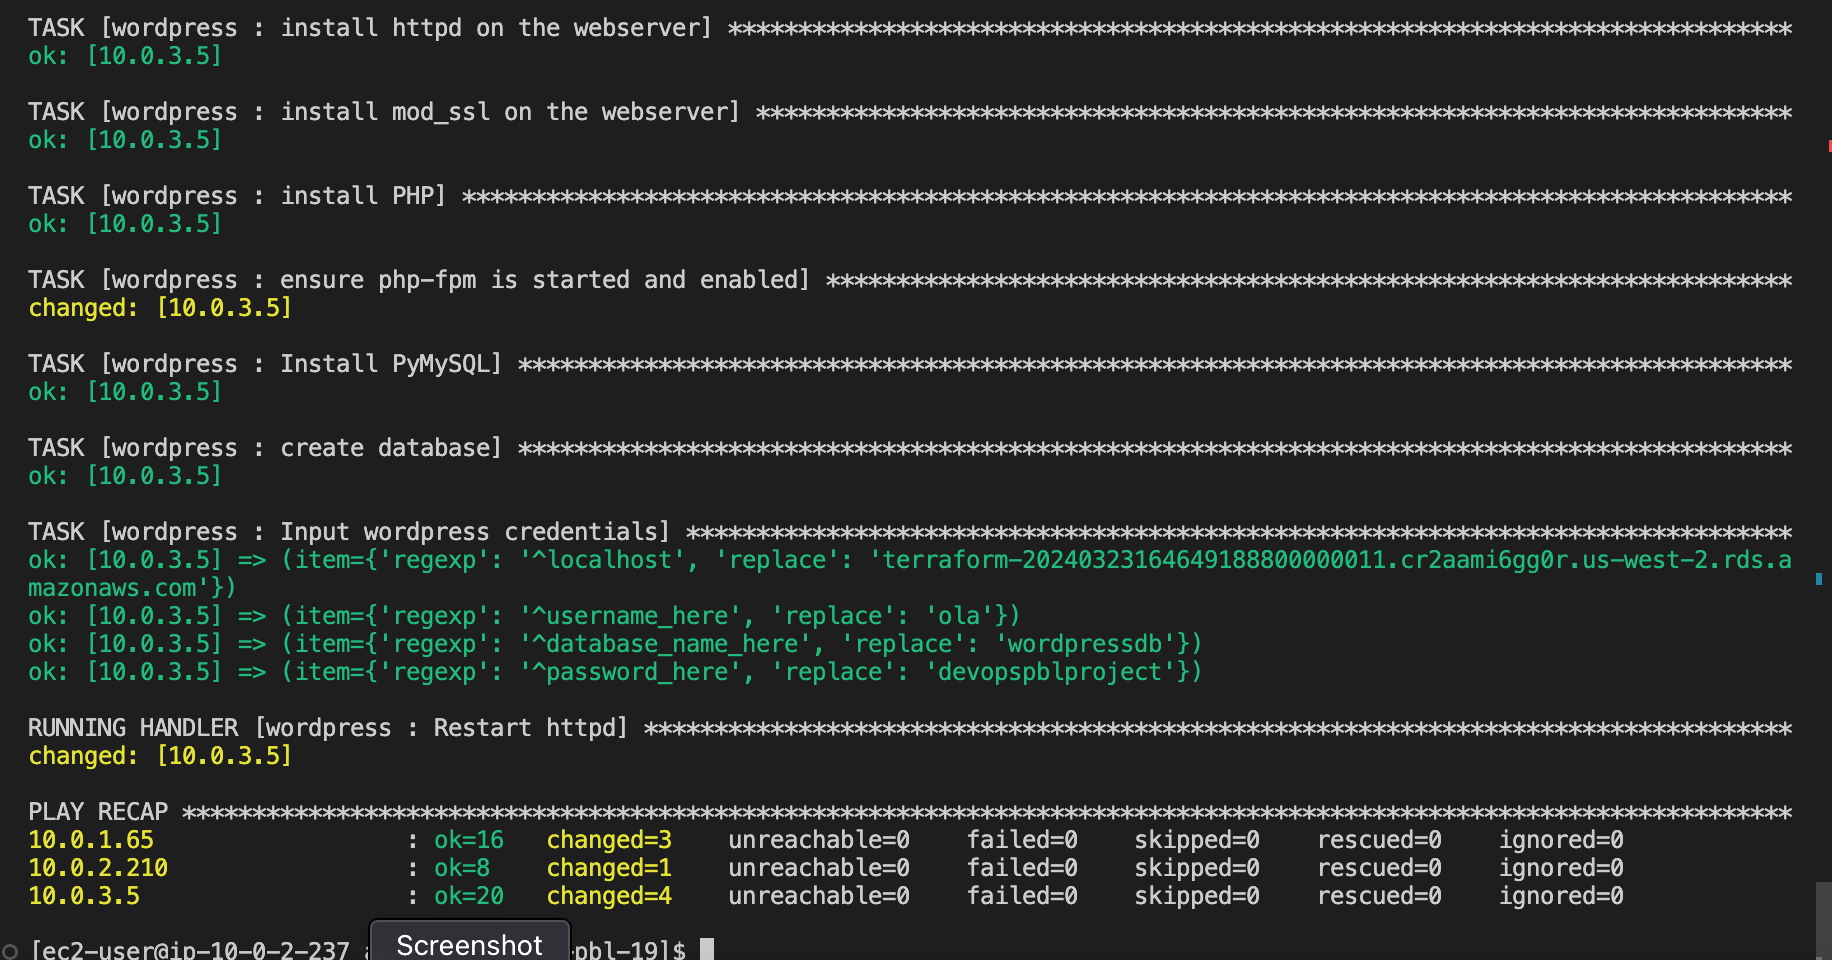 TASK [wordpress : install httpd on the webserver] ****************************************************************************
ok: [10.0.3.5]
TASK [wordpress : install mod_ssl on the webserver] **************************************************************************
ok: [10.0.3.5]
TASK [wordpress : install PHP] ***********************************************************************************************
ok: [10.0.3.5]
TASK [wordpress : ensure php-fpm is started and enabled] *********************************************************************
changed: [10.0.3.5]
TASK [wordpress : Install PyMySQL] *******************************************************************************************
ok: [10.0.3.5]
TASK [wordpress : create database] *******************************************************************************************
ok: [10.0.3.5]
TASK [wordpress : Input wordpress credentials] *******************************************************************************
ok: [10.0.3.5] => (item={'regexp': '^localhost', 'replace': 'terraform-20240323164649188800000011.cr2aami6gg0r.us-west-2.rds.a
mazonaws.com'})
ok: [10.0.3.5] => (item={'regexp': '^username_here', 'replace': 'ola'})
ok: [10.0.3.5] => (item={'regexp': '^database_name_here', 'replace': 'wordpressdb'})
ok: [10.0.3.5] => (item={'regexp': '^password_here', 'replace': 'devopspblproject'})
RUNNING HANDLER [wordpress : Restart httpd] **********************************************************************************
changed: [10.0.3.5]
PLAY RECAP *******************************************************************************************************************
10.0.1.65                  : ok=16   changed=3    unreachable=0    failed=0    skipped=0    rescued=0    ignored=0
10.0.2.210                 : ok=8    changed=1    unreachable=0    failed=0    skipped=0    rescued=0    ignored=0
10.0.3.5                   : ok=20   changed=4    unreachable=0    failed=0    skipped=0    rescued=0    ignored=0
[ec2-user@ip-10-0-2-237 Screenshot pbl-19]$